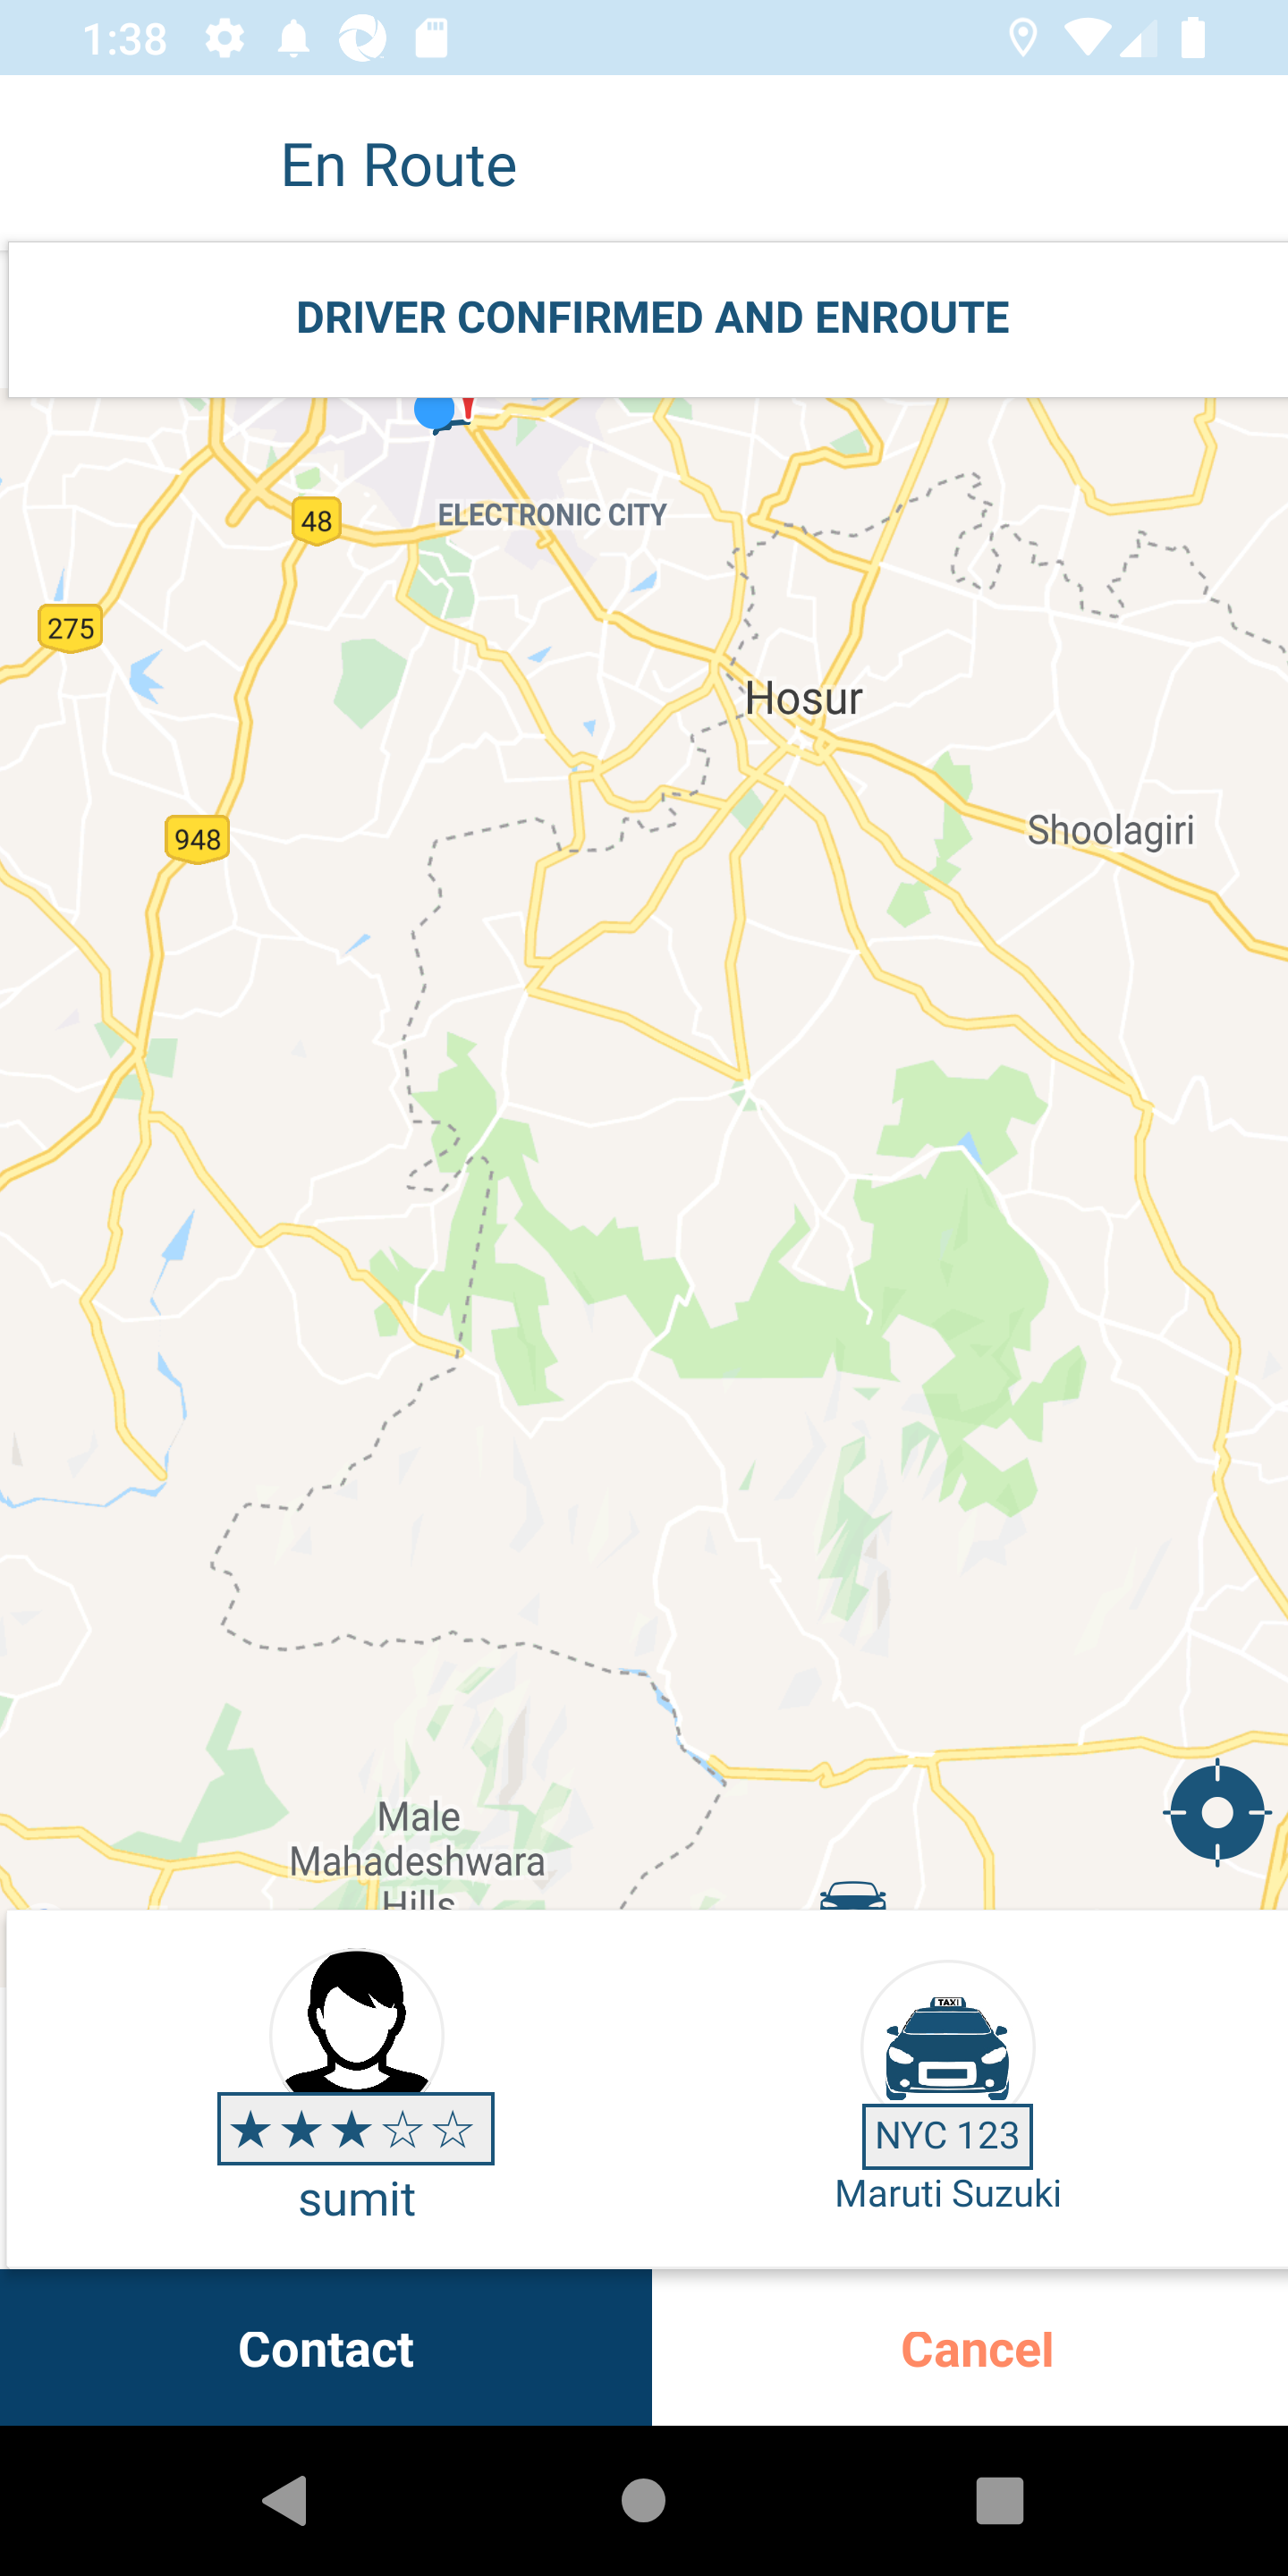 1:38
En Route
DRIVER CONFIRMED AND ENROUTE
ELECTRONIC CITY
48
275
Hosur
948
Shoolagiri
Male
Mahadeshwara
Hills
TAXI
★★★☆☆
NYC 123
sumit
Maruti Suzuki
Contact
Cancel